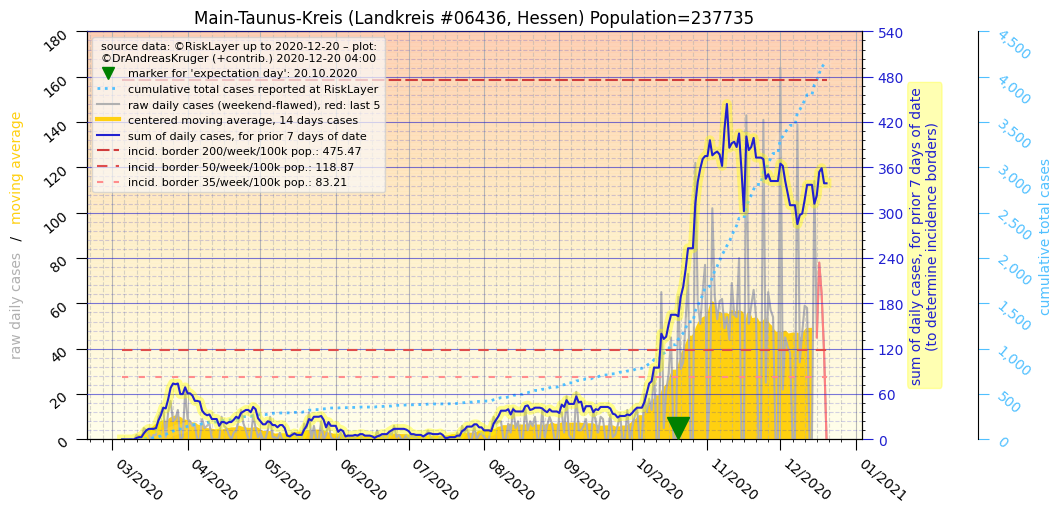 Main-Taunus-Kreis (Landkreis #06436, Hessen) Population=237735
source data: ©RiskLayer up to 2020-12-20 – plot:
©DrAndreasKruger (+contrib.) 2020-12-20 04:00
marker for 'expectation day': 20.10.2020
cumulative total cases reported at RiskLayer
raw daily cases (weekend-flawed), red: last 5
centered moving average, 14 days cases
sum of daily cases, for prior 7 days of date
incid. border 200/week/100k pop.: 475.47
incid. border 50/week/100k pop.: 118.87
incid. border 35/week/100k pop.: 83.21
raw daily cases / moving average
180
160
140
120
100
80
60
40
20
0
540
480
420
360
300
240
180
120
60
0
sum of daily cases, for prior 7 days of date
(to determine incidence borders)
4,500
4,000
3,500
3,000
2,500
2,000
1,500
1,000
500
0
cumulative total cases
03/2020
04/2020
05/2020
06/2020
07/2020
08/2020
09/2020
10/2020
11/2020
12/2020
01/2021